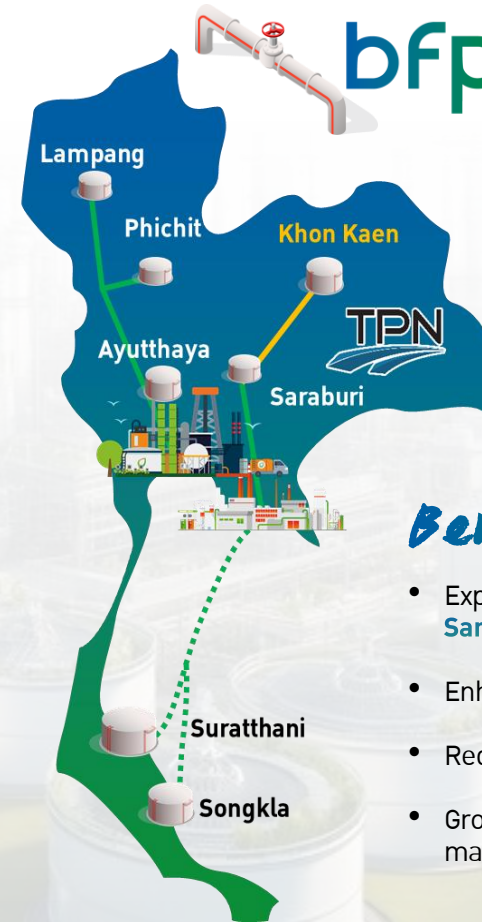 bfp
Lampang
Phichit
Khon Kaen
TPN
Ayutthaya
Saraburi
Suratthani
Songkla